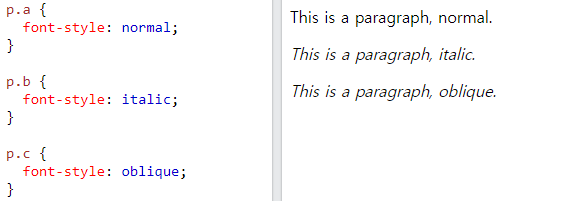 p.a {
  font-style: normal;
}
p.b {
  font-style: italic;
}
p.c {
  font-style: oblique;
}
This is a paragraph, normal.
This is a paragraph, italic.
This is a paragraph, oblique.